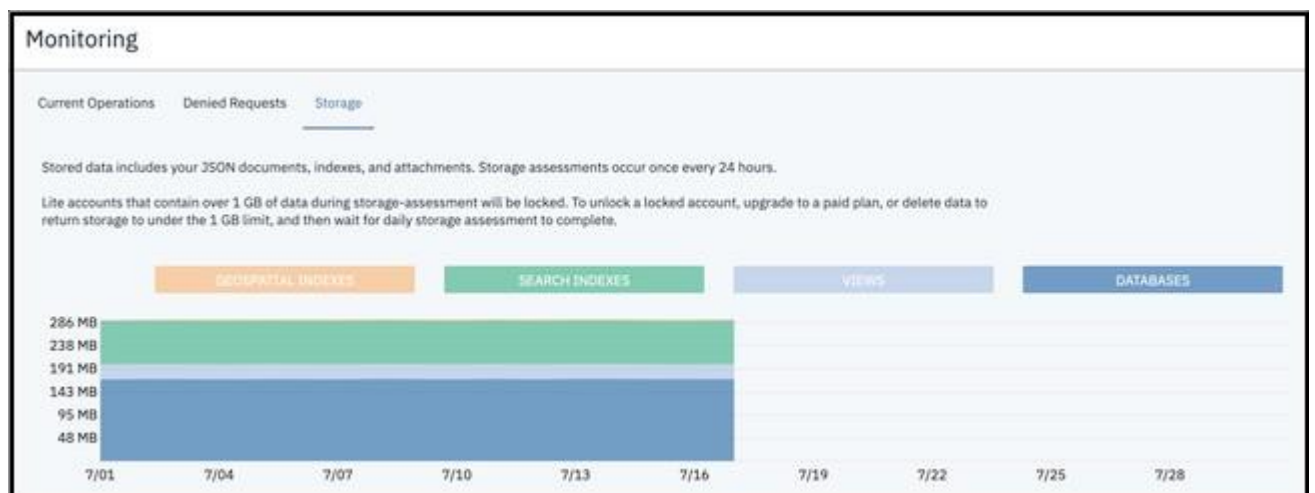 Monitoring
Current Operations Denied Requests Storage
Stored data includes your JSON documents, indexes, and attachments. Storage assessments occur once every 24 hours.
Lite accounts that contain over 1 GB of data during storage-assessment will be locked. To unlock a locked account, upgrade to a paid plan, or delete data to
return storage to under the 1 GB limit, and then wait for daily storage assessment to complete.
GEOSPATIAL INDEXES SEARCH INDEXES VIEWS DATABASES
286 MB
238 MB
191 MB
143 MB
95 MB
48 MB
7/01 7/04 7/07 7/10 7/13 7/16 7/19 7/22 7/25 7/28